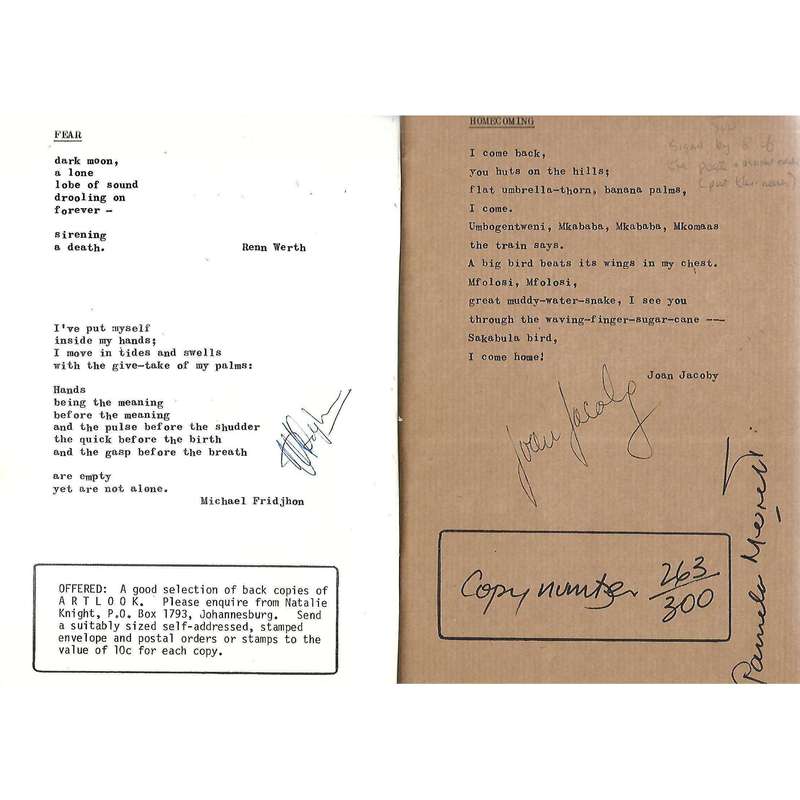 FEAR
dark moon,
a lone
lobe of sound
drooling on
forever -
sirening
a death. Renn Werth
I've put myself
inside my hands;
I move in tides and swells
with the give-take of my palms:
Hands
being the meaning
before the meaning
and the pulse before the shudder
the quick before the birth
and the gasp before the breath
are empty
yet are not alone.
Michael Fridjhon
OFFERED: A good selection of back copies of
A R T L O O K. Please enquire from Natalie
Knight, P.O. Box 1793, Johannesburg. Send
a suitably sized self-addressed, stamped
envelope and postal orders or stamps to the
value of 10c for each copy.
HOMECOMING
signed by 8 of
the poets
I come back,
you huts on the hills;
flat umbrella-thorn, banana palms,
I come.
Umbogentweni, Mkababa, Mkababa, Mkomaas
the train says.
A big bird beats its wings in my chest.
Mfolosi, Mfolosi,
great muddy-water-snake, I see you
through the waving-finger-sugar-cane ---
Sakabula bird,
I come home!
Joan Jacoby
Joan Jacoby
Copy number 263/300
Pamela